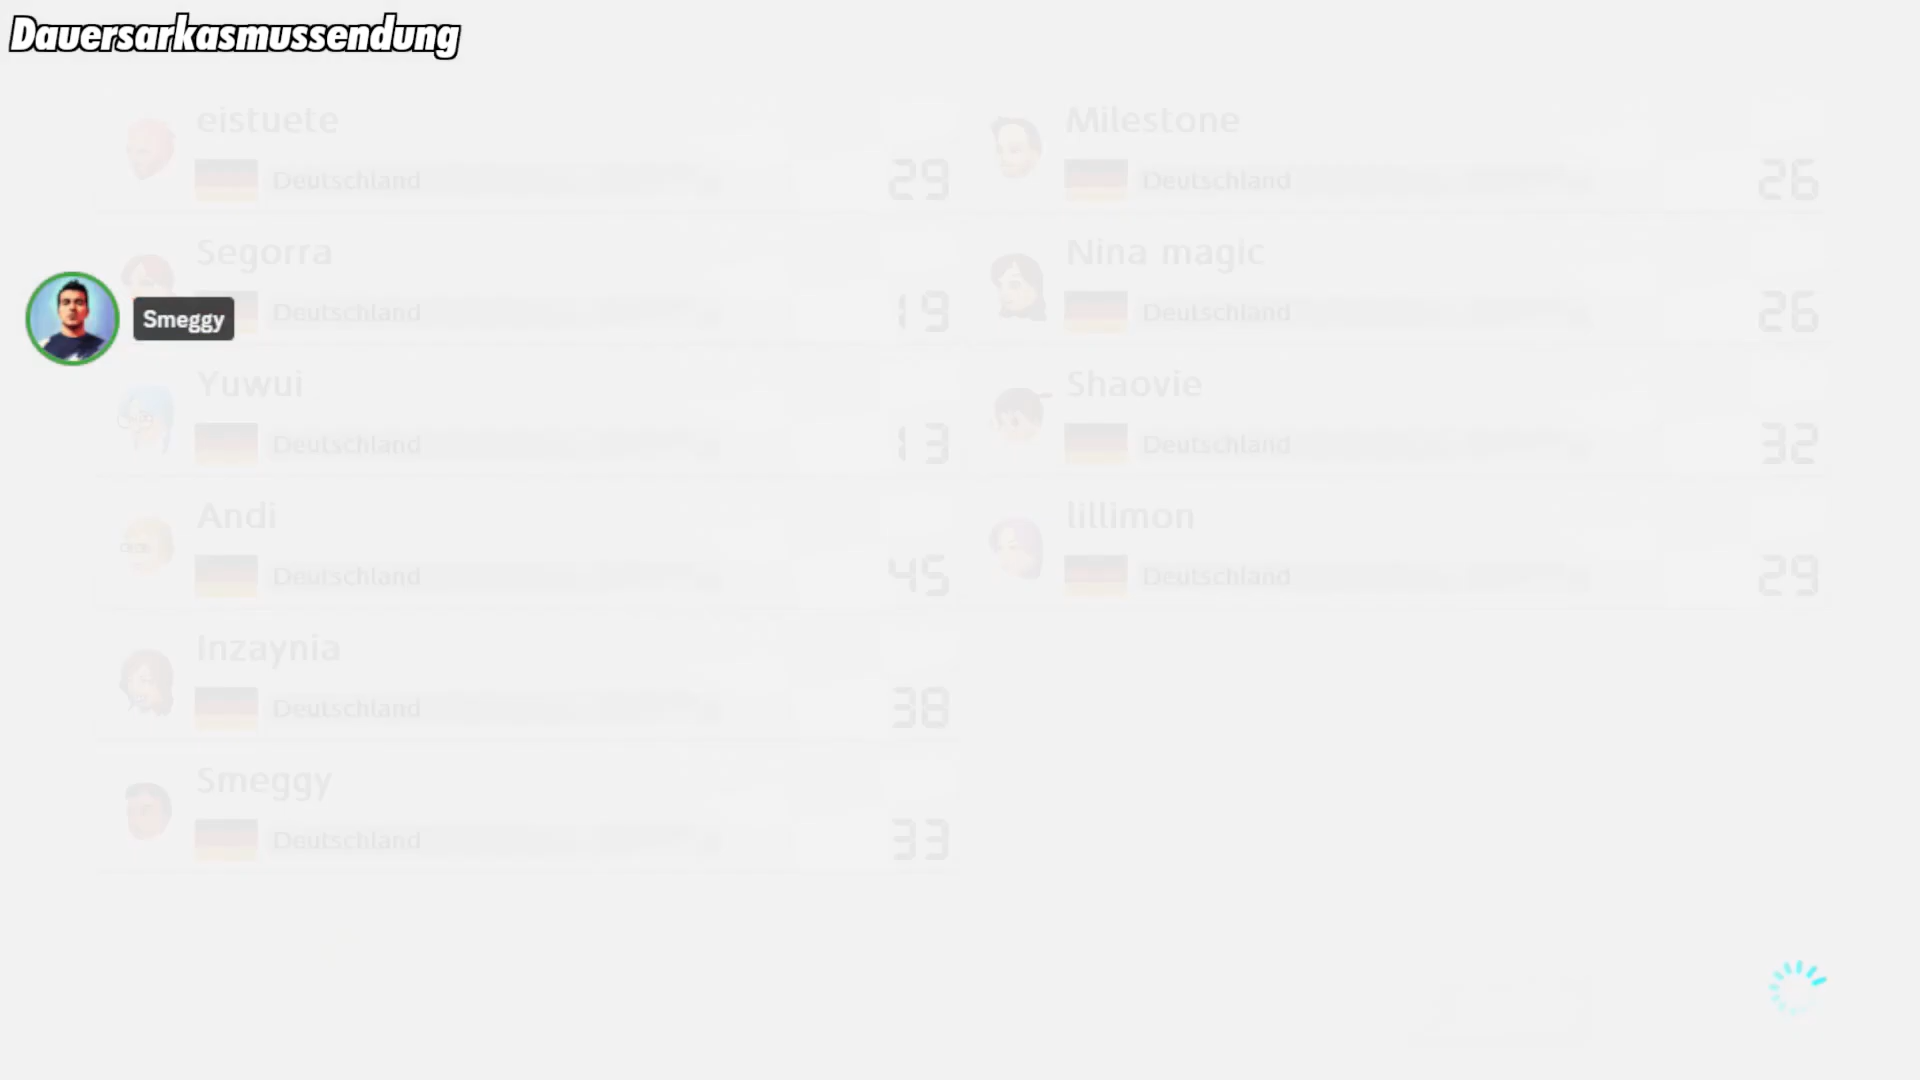 Dauersarkasmussendung
eistuete
Deutschland
29
Segorra
Deutschland
19
Smeggy
Yuwui
Deutschland
13
Andi
Deutschland
45
Inzaynia
Deutschland
38
Smeggy
Deutschland
33
Milestone
Deutschland
26
Nina magic
Deutschland
26
Shaovie
Deutschland
32
lillimon
Deutschland
29